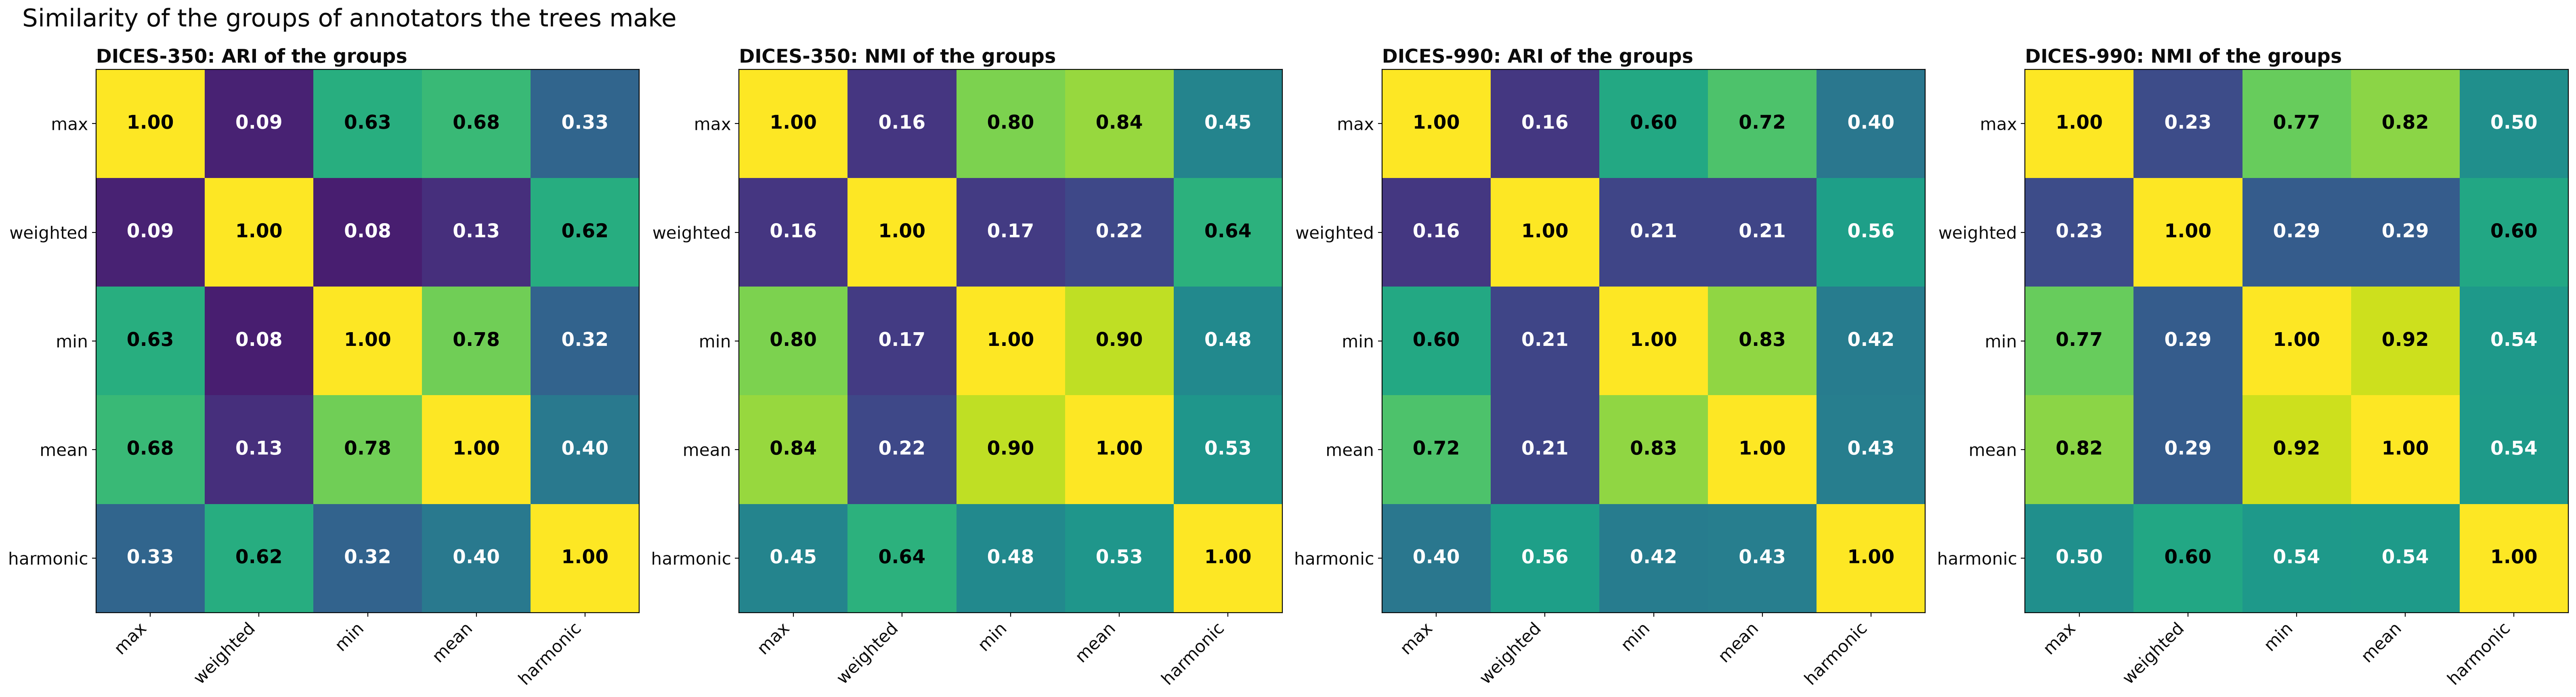 Similarity of the groups of annotators the trees make
DICES-350: ARI of the groups
max 1.00 0.09 0.63 0.68 0.33
weighted 0.09 1.00 0.08 0.13 0.62
min 0.63 0.08 1.00 0.78 0.32
mean 0.68 0.13 0.78 1.00 0.40
harmonic 0.33 0.62 0.32 0.40 1.00
max weighted min mean harmonic
DICES-350: NMI of the groups
max 1.00 0.16 0.80 0.84 0.45
weighted 0.16 1.00 0.17 0.22 0.64
min 0.80 0.17 1.00 0.90 0.48
mean 0.84 0.22 0.90 1.00 0.53
harmonic 0.45 0.64 0.48 0.53 1.00
max weighted min mean harmonic
DICES-990: ARI of the groups
max 1.00 0.16 0.60 0.72 0.40
weighted 0.16 1.00 0.21 0.21 0.56
min 0.60 0.21 1.00 0.83 0.42
mean 0.72 0.21 0.83 1.00 0.43
harmonic 0.40 0.56 0.42 0.43 1.00
max weighted min mean harmonic
DICES-990: NMI of the groups
max 1.00 0.23 0.77 0.82 0.50
weighted 0.23 1.00 0.29 0.29 0.60
min 0.77 0.29 1.00 0.92 0.54
mean 0.82 0.29 0.92 1.00 0.54
harmonic 0.50 0.60 0.54 0.54 1.00
max weighted min mean harmonic